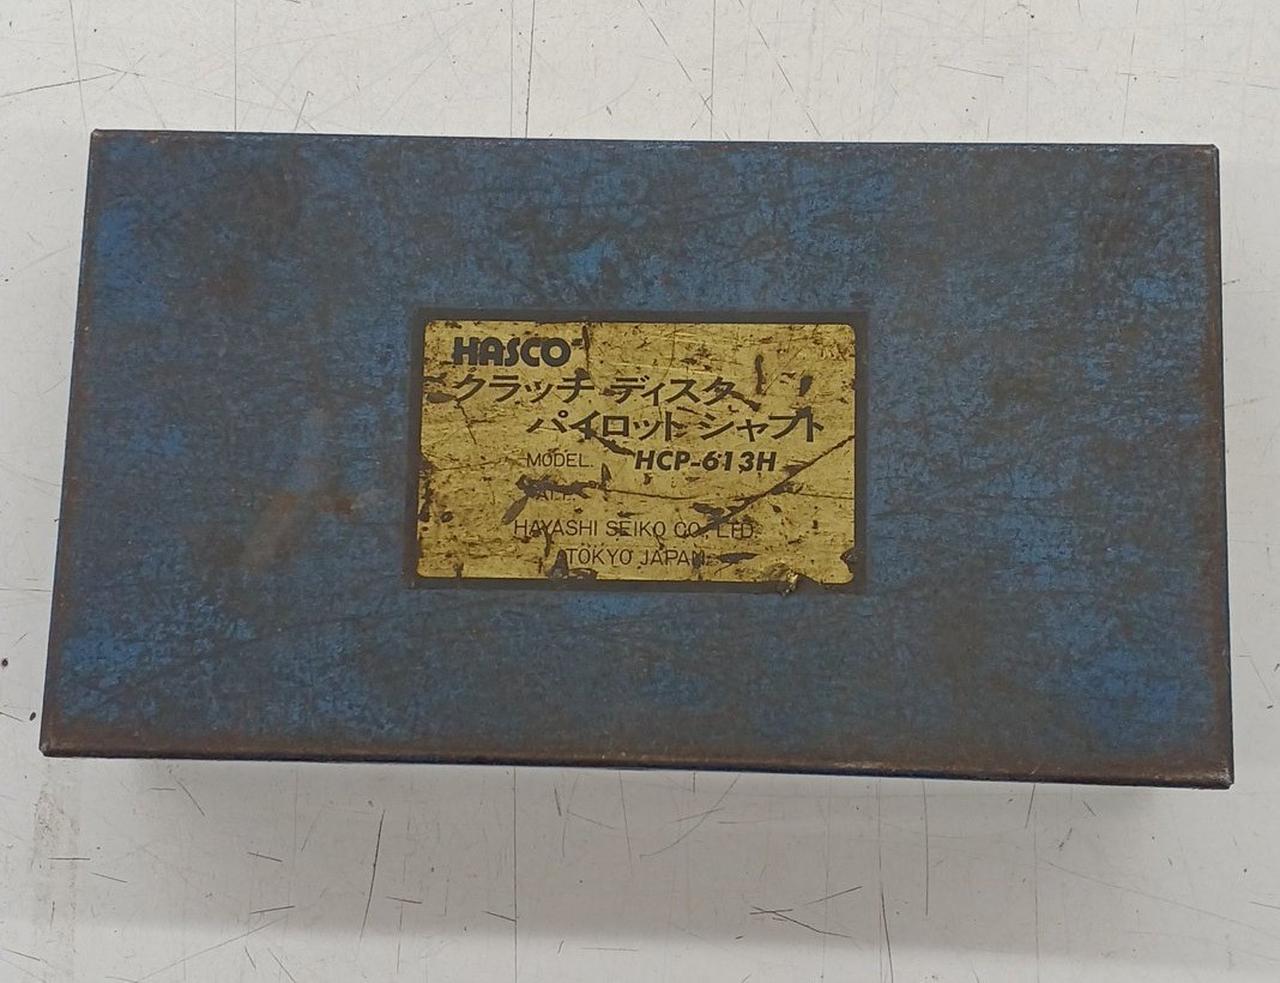 HASCO
クラッチ ディスク
パイロット シャフト
MODEL. HCP-613H
HAYASHI SEIKO CO., LTD.
TOKYO JAPAN